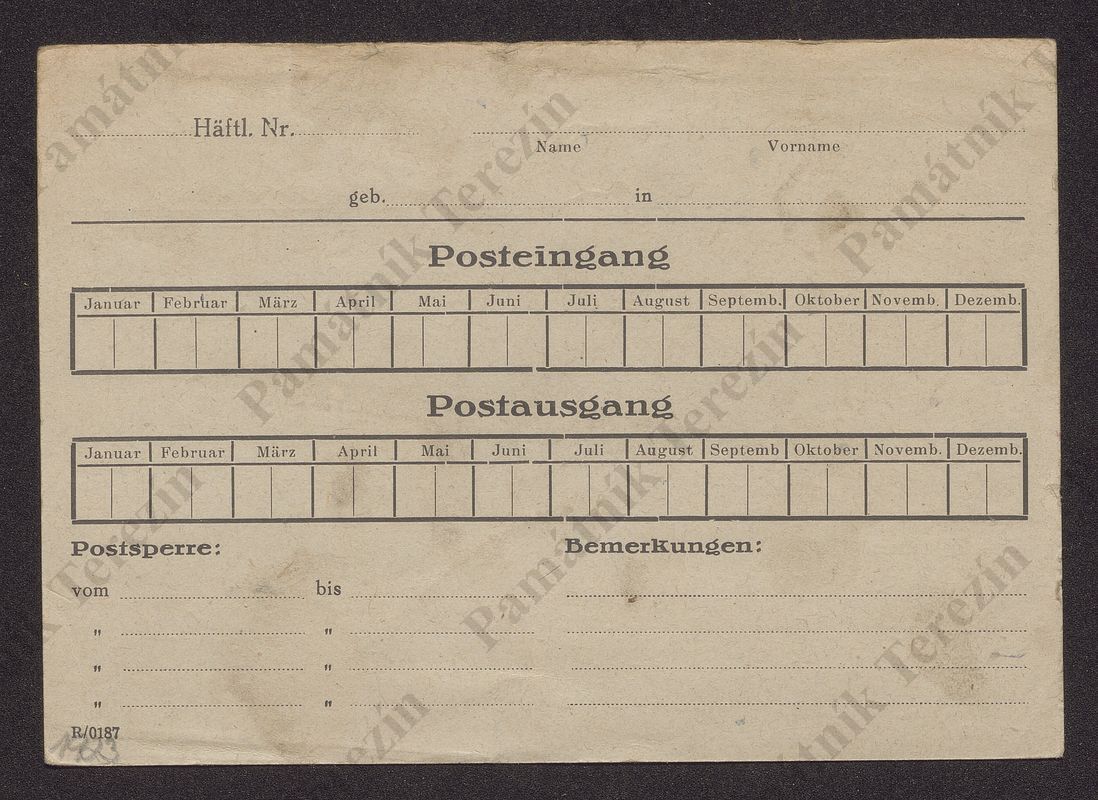 Häftl. Nr.
Name Vorname
geb. in
Posteingang
Januar Februar März April Mai Juni Juli August Septemb. Oktober Novemb. Dezemb.
Postausgang
Januar Februar März April Mai Juni Juli August Septemb Oktober Novemb. Dezemb.
Postsperre: Bemerkungen:
vom bis
" "
" "
" "
R/0187
Památník Terezín